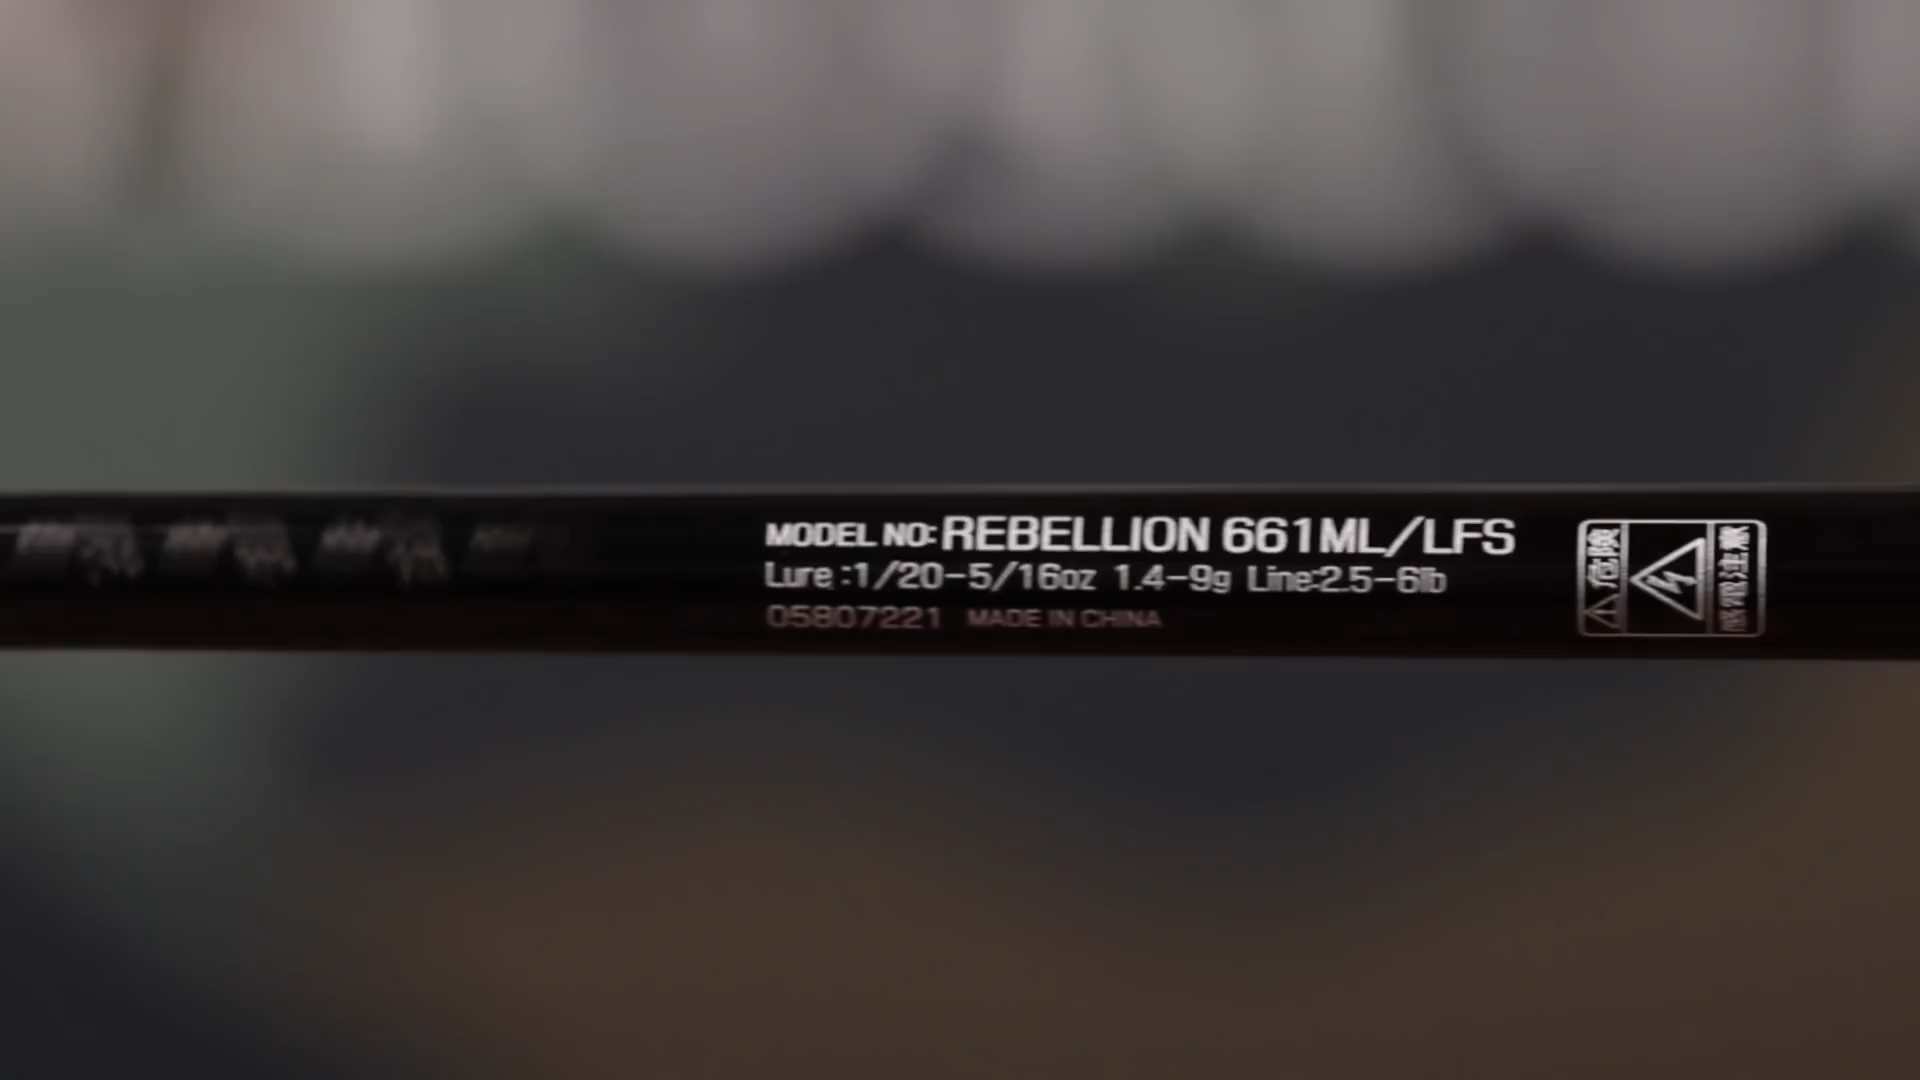 MODEL NO:REBELLION 661ML/LFS
Lure :1/20-5/16oz 1.4-9g Line:2.5-6lb
05807221 MADE IN CHINA
危険
感電注意